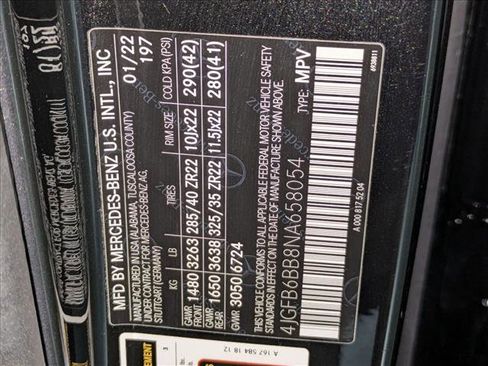 MFD BY MERCEDES-BENZ U.S. INTL., INC
MANUFACTURED IN USA (ALABAMA, TUSCALOOSA COUNTY)
UNDER CONTRACT FOR MERCEDES-BENZ AG,
STUTTGART (GERMANY)
01/22
197
KG LB TIRES RIM SIZE COLD KPA (PSI)
GAWR FRONT 1480 3263 285/40 ZR22 10Jx22 290(42)
GAWR REAR 1650 3638 325/35 ZR22 11.5Jx22 280(41)
GVWR 3050 6724
THIS VEHICLE CONFORMS TO ALL APPLICABLE FEDERAL MOTOR VEHICLE SAFETY
STANDARDS IN EFFECT ON THE DATE OF MANUFACTURE SHOWN ABOVE.
4JGFB6BB8NA658054 TYPE: MPV
A 000 817 52 04
6938811
A 167 584 18 12